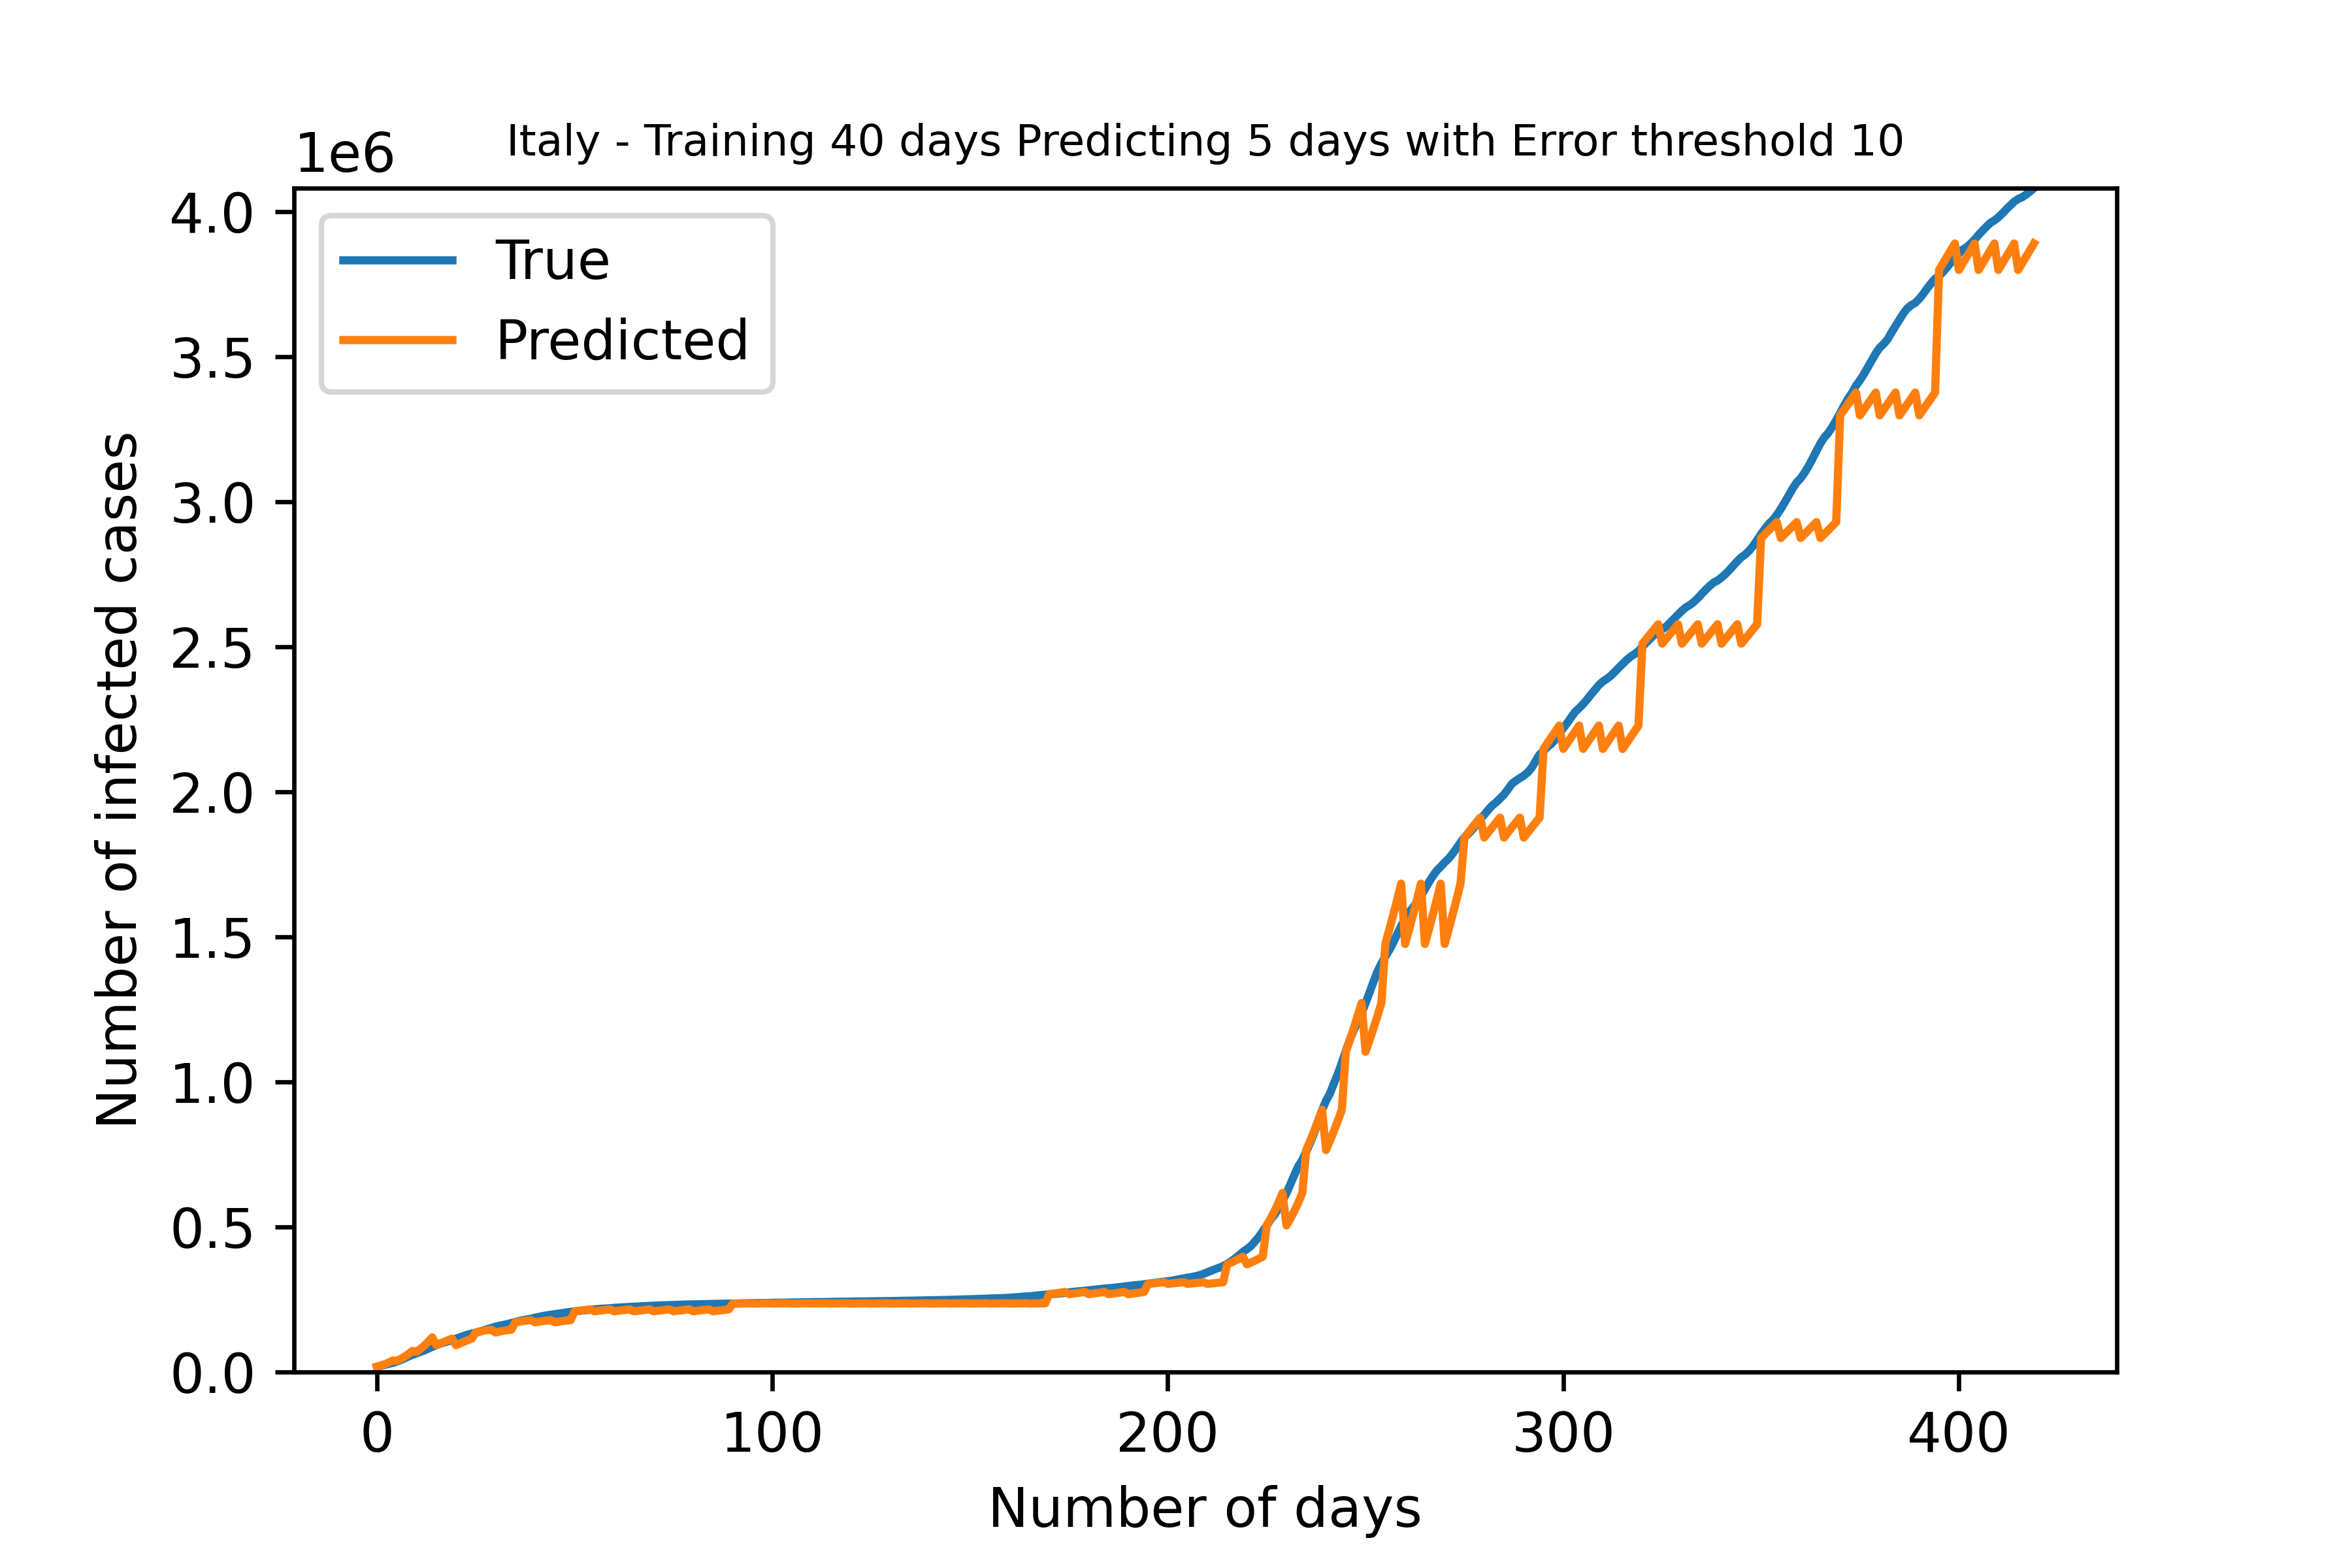 Italy - Training 40 days Predicting 5 days with Error threshold 10
1e6
True
Predicted
4.0
3.5
3.0
2.5
2.0
1.5
1.0
0.5
0.0
Number of infected cases
0 100 200 300 400
Number of days